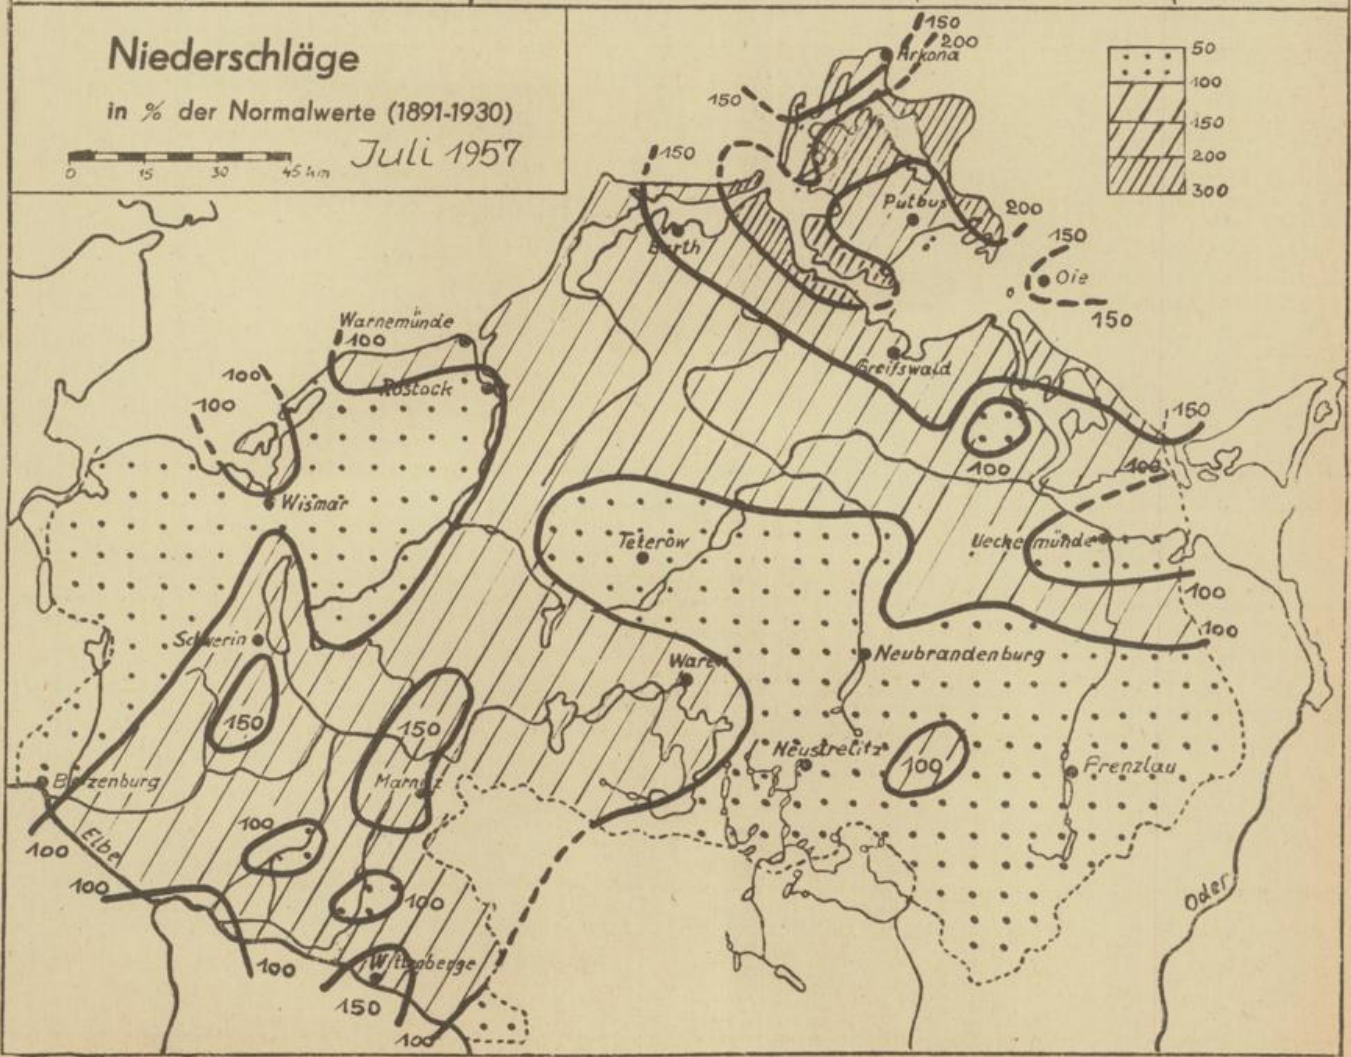 Niederschläge
in % der Normalwerte (1891-1930)
Juli 1957
0 15 30 45 km
50
100
150
200
300
150
200
Arkona
150
150
Putbus
200
Barth
150
Oie
150
Warnemünde
100
Greifswald
Rostock
100
100
150
100
100
Wismar
Teterow
Ueckermünde
100
100
Schwerin
Waren
Neubrandenburg
150
150
Neustrelitz
100
Prenzlau
Boizenburg
Marnitz
100
Elbe
100
100
100
Oder
100
Wittenberge
150
100